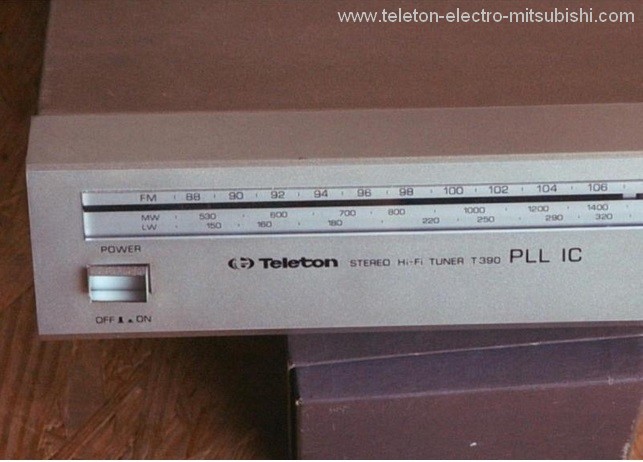 www.teleton-electro-mitsubishi.com
FM 88 90 92 94 96 98 100 102 104 106
MW 530 600 700 800 1000 1200 1400
LW 150 160 180 220 250 290 320
POWER
Teleton STEREO Hi-Fi TUNER T390 PLL IC
OFF ON